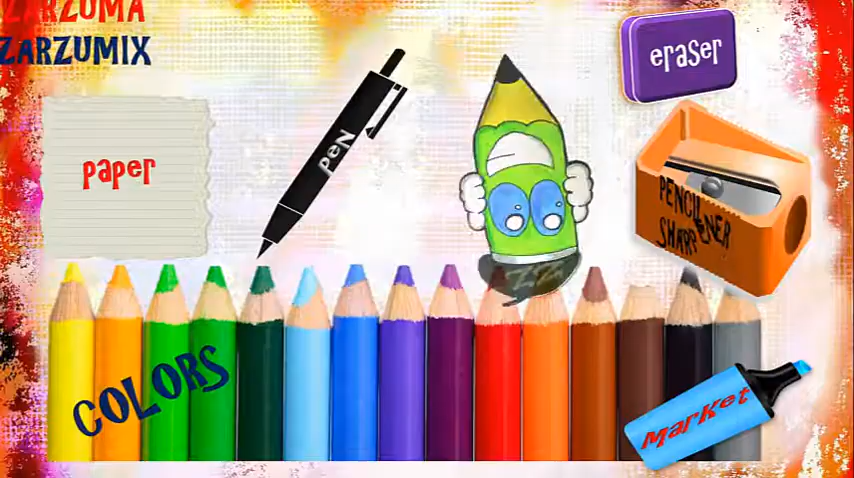 ZARZUMA
ZARZUMIX
eraser
PeN
paper
PENCIL
SHARPENER
COLORS
MarKet